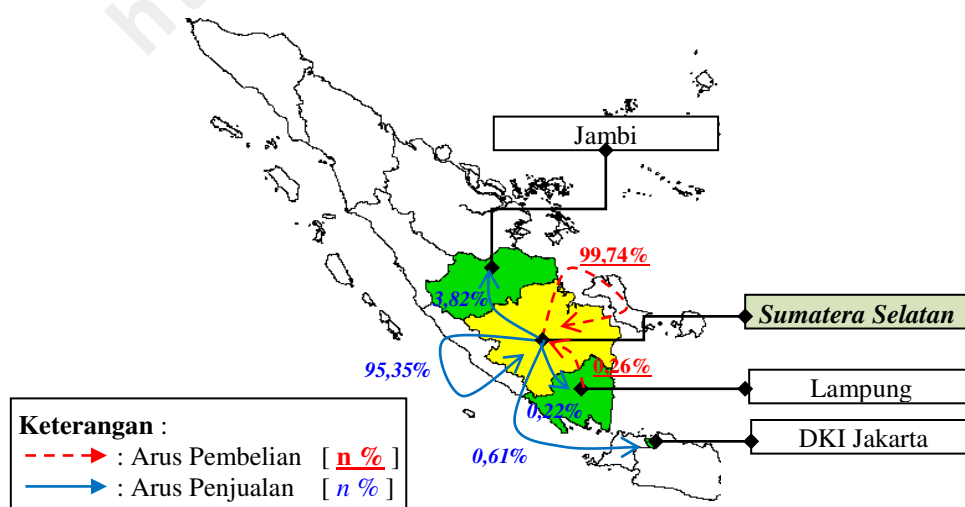 h
Jambi
99,74%
3,82%
Sumatera Selatan
95,35%
0,26%
Lampung
0,22%
0,61%
DKI Jakarta
Keterangan :
: Arus Pembelian [ n % ]
: Arus Penjualan [ n % ]